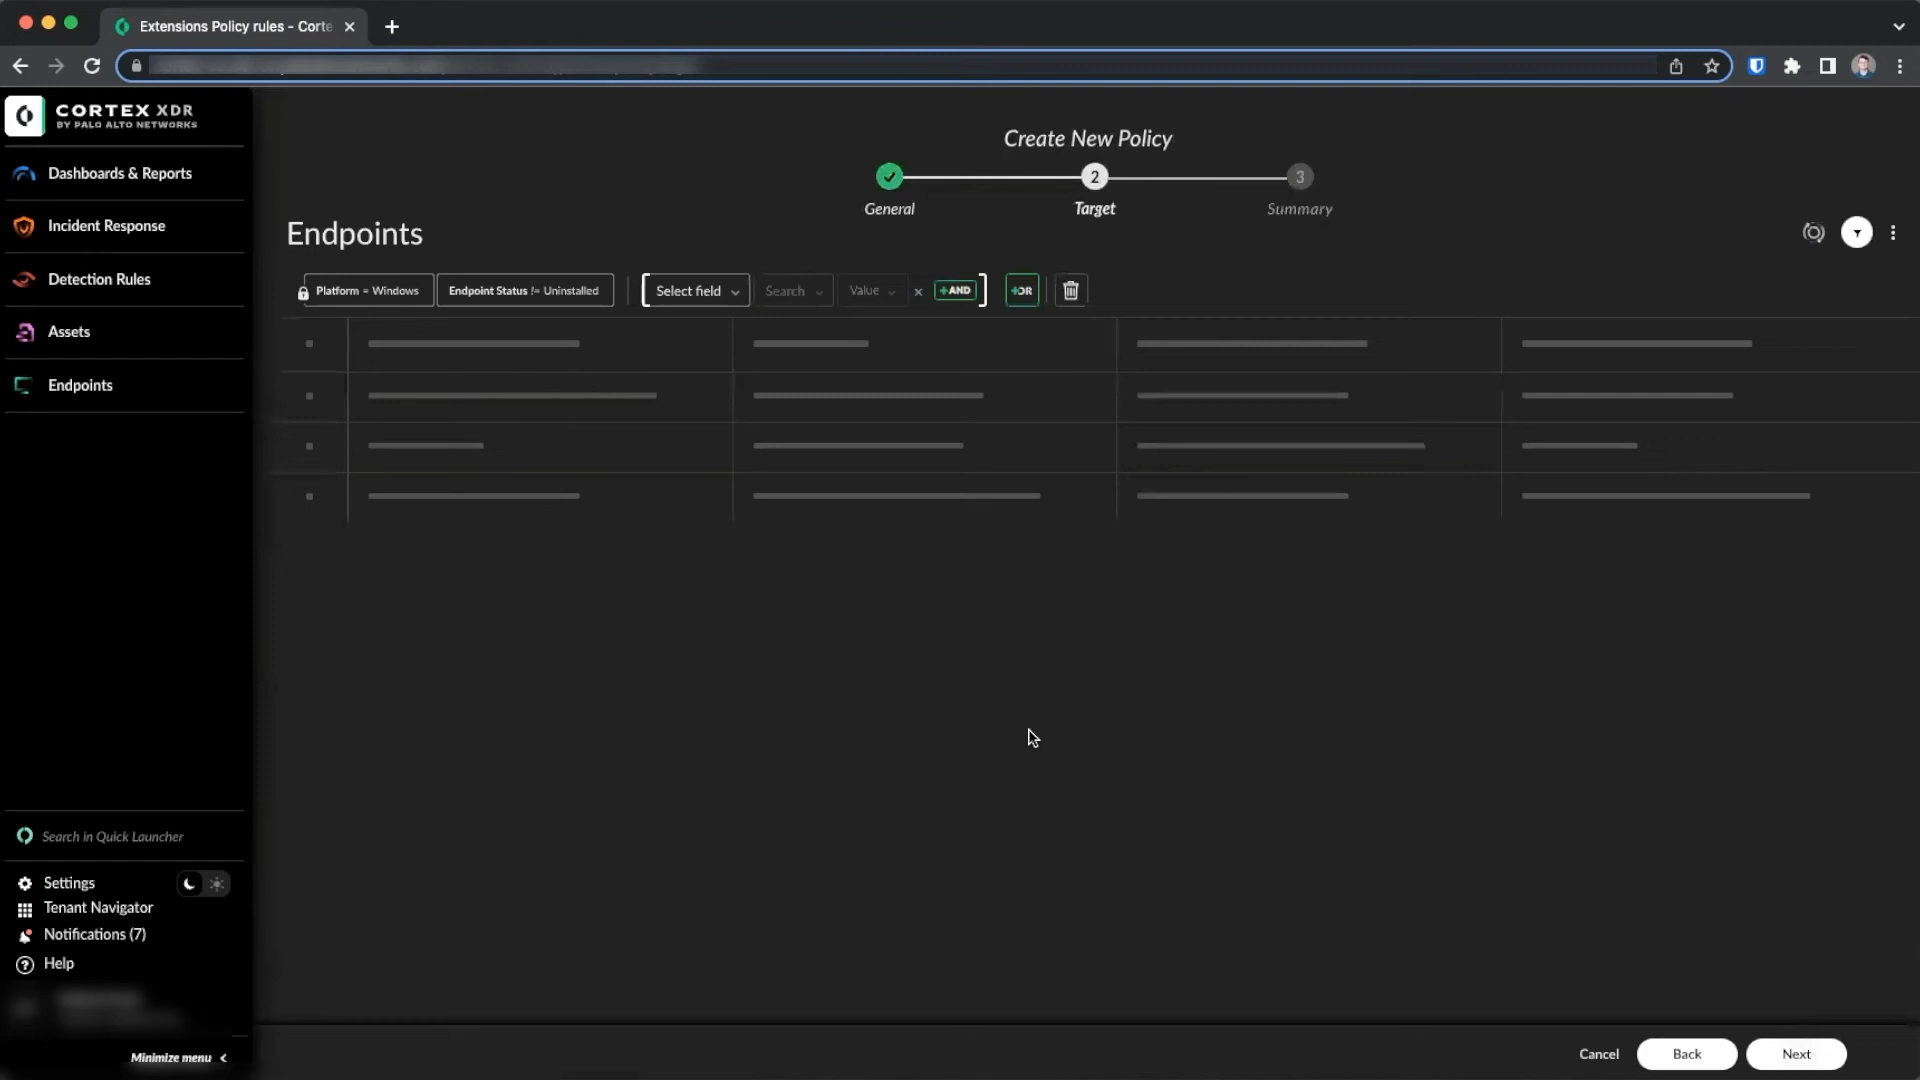 Extensions Policy rules - Corte
CORTEX XDR
BY PALO ALTO NETWORKS
Dashboards & Reports
Incident Response
Detection Rules
Assets
Endpoints
Search in Quick Launcher
Settings
Tenant Navigator
Notifications (7)
Help
Minimize menu
Create New Policy
2
3
General
Target
Summary
Endpoints
Platform = Windows
Endpoint Status != Uninstalled
Select field
Search
Value
+AND
+OR
Cancel
Back
Next